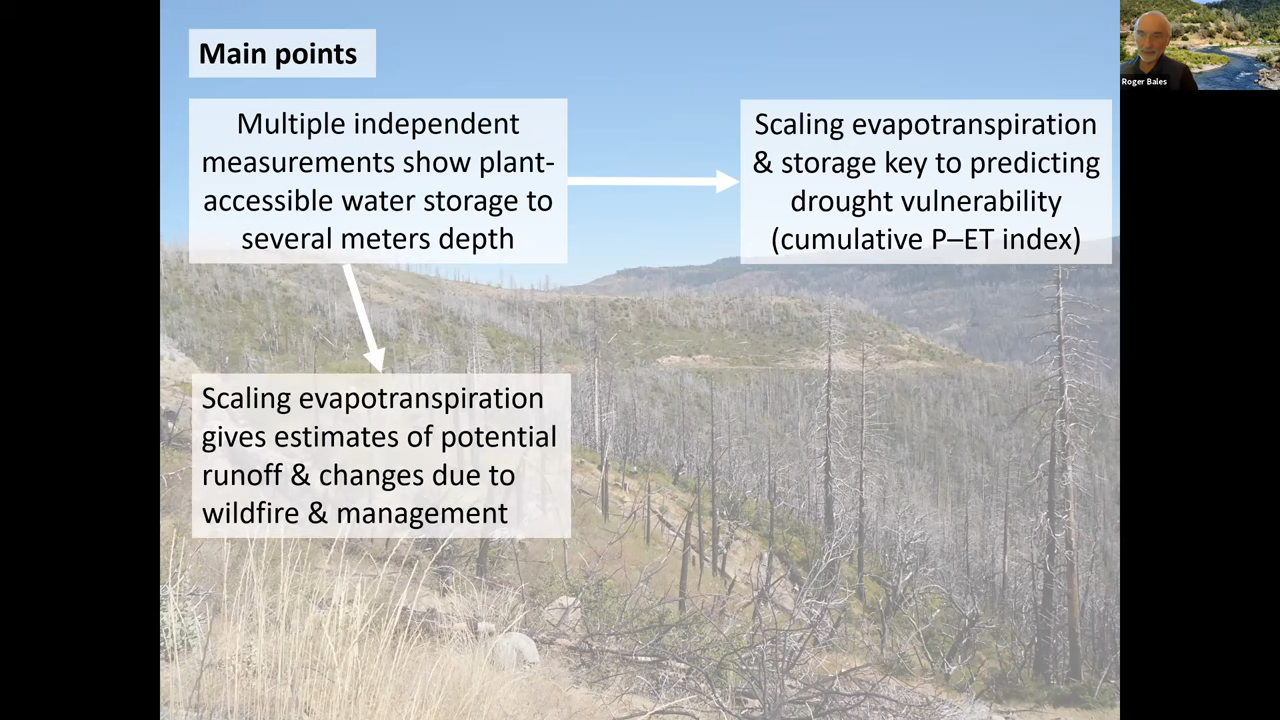 Main points
Multiple independent
measurements show plant-
accessible water storage to
several meters depth
Scaling evapotranspiration
& storage key to predicting
drought vulnerability
(cumulative P–ET index)
Scaling evapotranspiration
gives estimates of potential
runoff & changes due to
wildfire & management
Roger Bales